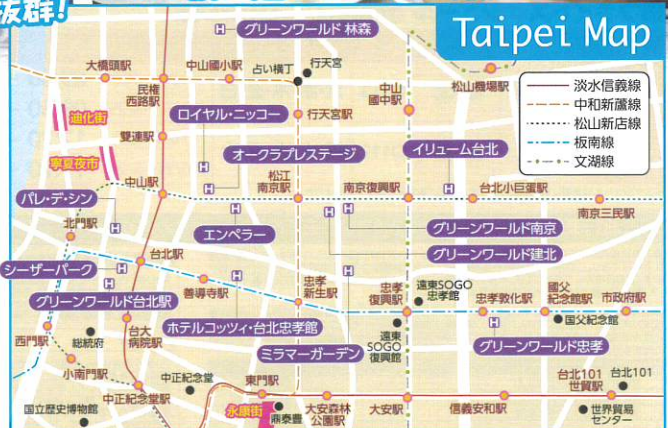 抜群!
Taipei Map
グリーンワールド 林森
大橋頭駅
中山國小駅
占い横丁
行天宮
中山
國中駅
松山機場駅
淡水信義線
中和新蘆線
松山新店線
板南線
文湖線
民権
西路駅
迪化街
ロイヤル・ニッコー
行天宮駅
雙連駅
寧夏夜市
オークラプレステージ
イリューム台北
中山駅
松江
南京駅
南京復興駅
台北小巨蛋駅
南京三民駅
パレ・デ・シン
北門駅
エンペラー
グリーンワールド南京
グリーンワールド建北
台北駅
シーザーパーク
グリーンワールド台北駅
善導寺駅
忠孝
新生駅
忠孝
復興駅
遠東SOGO
忠孝館
忠孝敦化駅
國父
紀念館駅
市政府駅
国父紀念館
西門駅
総統府
台大
病院駅
ホテルコッツィ・台北忠孝館
ミラマーガーデン
遠東
SOGO
復興館
グリーンワールド忠孝
小南門駅
中正紀念堂
東門駅
台北101
世貿駅
台北101
国立歴史博物館
中正紀念堂駅
永康街
鼎泰豊
大安森林
公園駅
大安駅
信義安和駅
世界貿易
センター
H
H
H
H
H
H
H
H
H
H
H
H
H
H